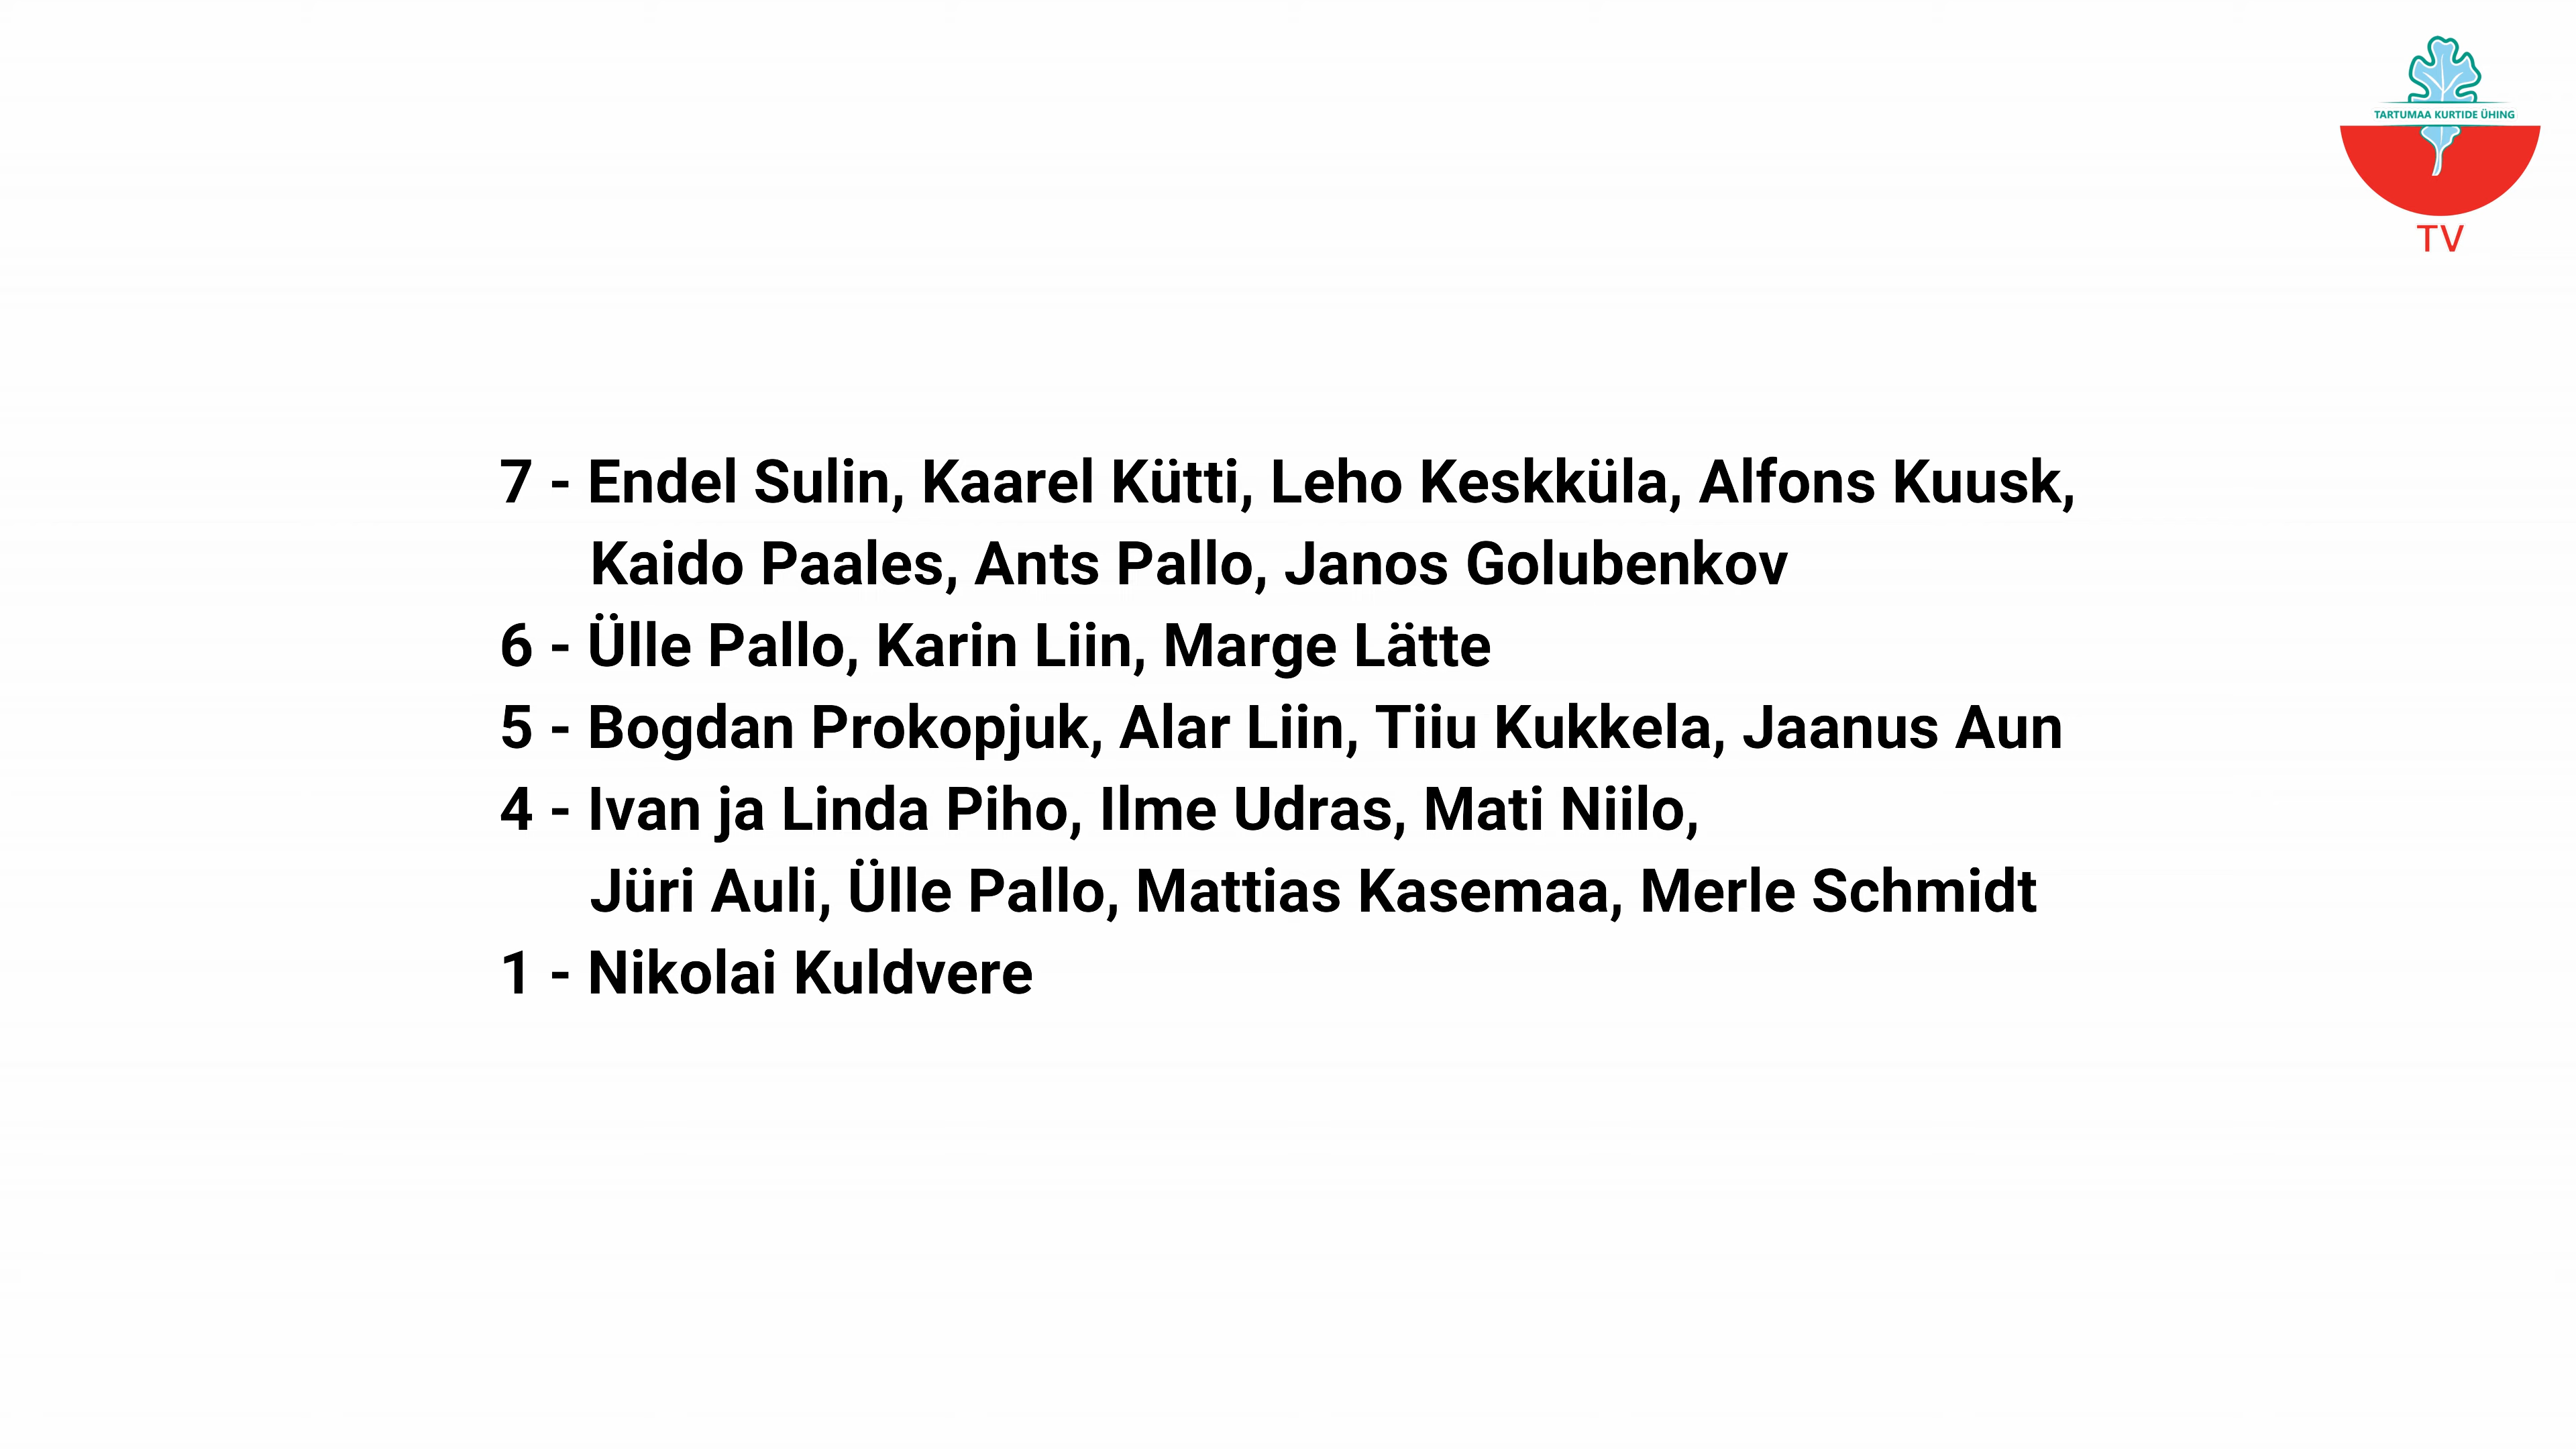 TARTUMAA KURTIDE ÜHING
TV
7 - Endel Sulin, Kaarel Kütti, Leho Keskküla, Alfons Kuusk,
Kaido Paales, Ants Pallo, Janos Golubenkov
6 - Ülle Pallo, Karin Liin, Marge Lätte
5 - Bogdan Prokopjuk, Alar Liin, Tiiu Kukkela, Jaanus Aun
4 - Ivan ja Linda Piho, Ilme Udras, Mati Niilo,
Jüri Auli, Ülle Pallo, Mattias Kasemaa, Merle Schmidt
1 - Nikolai Kuldvere